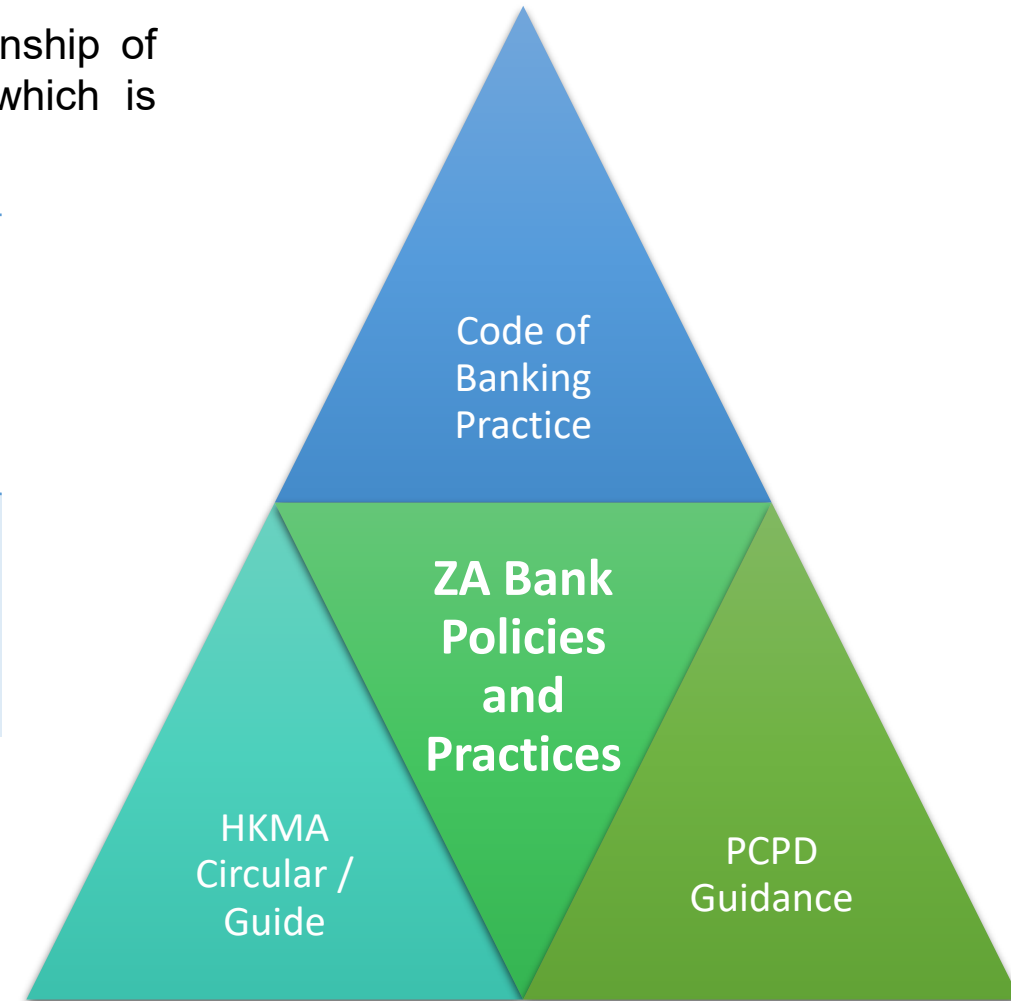 nship of
which is
Code of
Banking
Practice
ZA Bank
Policies
and
Practices
HKMA
Circular /
Guide
PCPD
Guidance